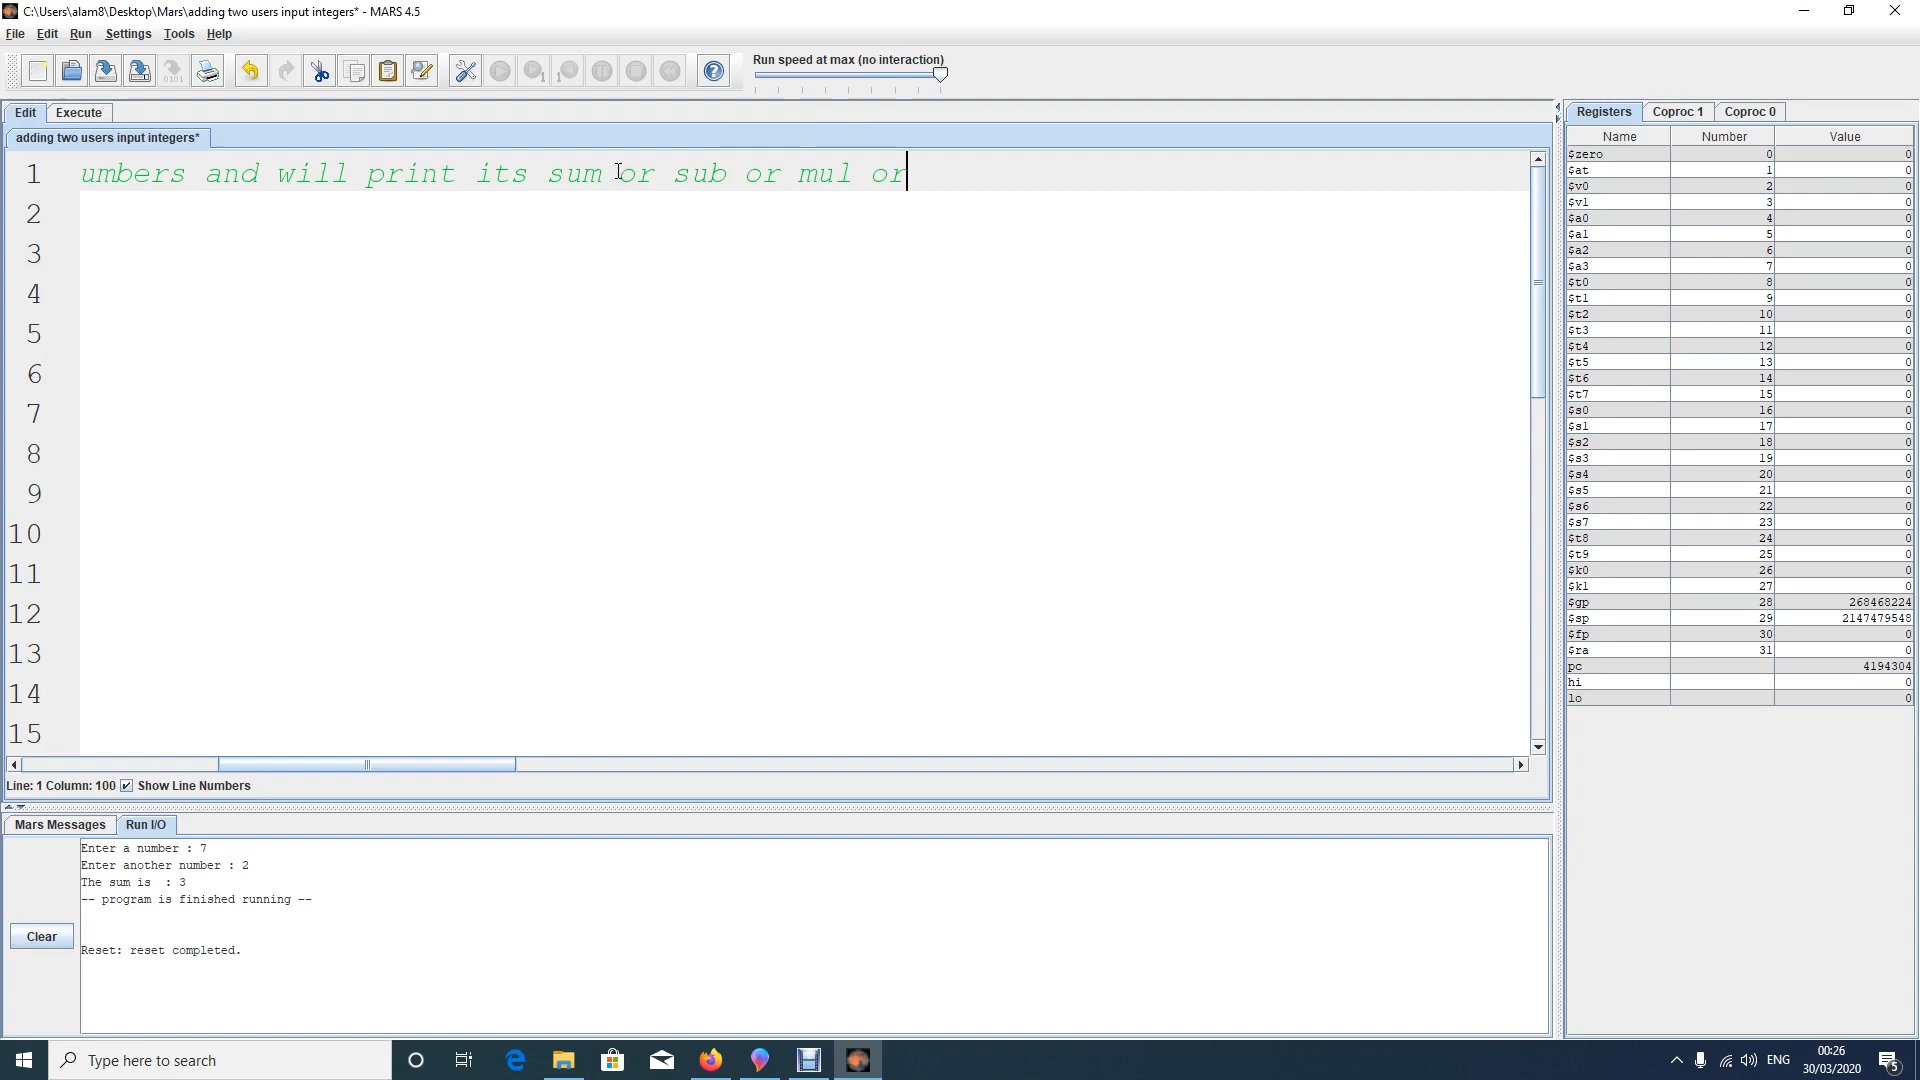 C:\Users\alam8\Desktop\Mars\adding two users input integers* - MARS 4.5
File Edit Run Settings Tools Help
Run speed at max (no interaction)
Edit Execute
adding two users input integers*
1 umbers and will print its sum or sub or mul or
2
3
4
5
6
7
8
9
10
11
12
13
14
15
Line: 1 Column: 100 Show Line Numbers
Mars Messages Run I/O
Enter a number : 7
Enter another number : 2
The sum is  : 3
-- program is finished running --
Reset: reset completed.
Clear
Registers Coproc 1 Coproc 0
Name Number Value
$zero 0 0
$at 1 0
$v0 2 0
$v1 3 0
$a0 4 0
$a1 5 0
$a2 6 0
$a3 7 0
$t0 8 0
$t1 9 0
$t2 10 0
$t3 11 0
$t4 12 0
$t5 13 0
$t6 14 0
$t7 15 0
$s0 16 0
$s1 17 0
$s2 18 0
$s3 19 0
$s4 20 0
$s5 21 0
$s6 22 0
$s7 23 0
$t8 24 0
$t9 25 0
$k0 26 0
$k1 27 0
$gp 28 268468224
$sp 29 2147479548
$fp 30 0
$ra 31 0
pc 4194304
hi 0
lo 0
Type here to search
ENG
00:26
30/03/2020
5